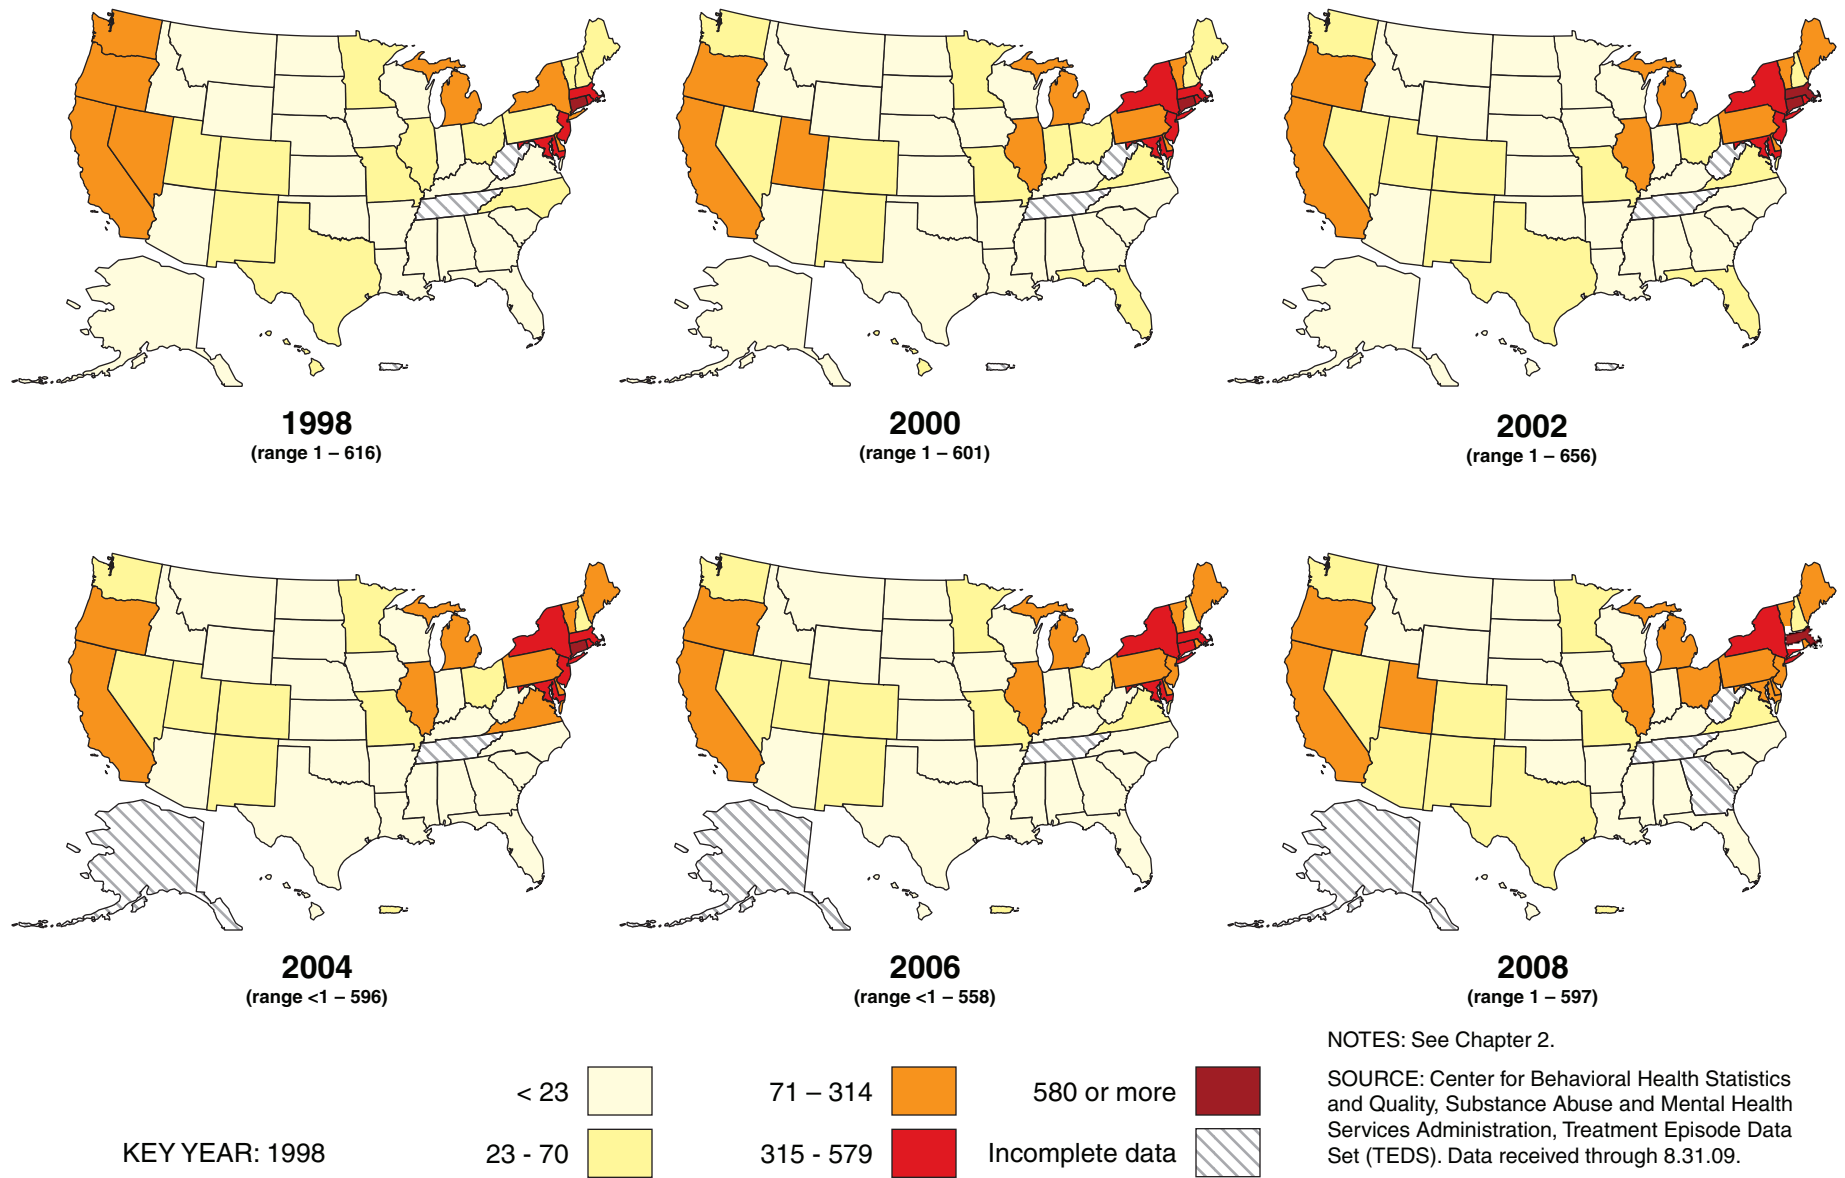 1998
(range 1 – 616)
2000
(range 1 – 601)
2002
(range 1 – 656)
2004
(range <1 – 596)
2006
(range <1 – 558)
2008
(range 1 – 597)
KEY YEAR: 1998
< 23
23 - 70
71 – 314
315 - 579
580 or more
Incomplete data
NOTES: See Chapter 2.
SOURCE: Center for Behavioral Health Statistics
and Quality, Substance Abuse and Mental Health
Services Administration, Treatment Episode Data
Set (TEDS). Data received through 8.31.09.